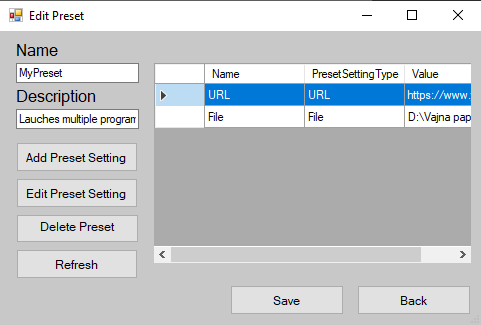 Edit Preset
Name
MyPreset
Description
Lauches multiple program
Add Preset Setting
Edit Preset Setting
Delete Preset
Refresh
Name PresetSettingType Value
URL URL https://www.
File File D:\Vajna pap
Save Back